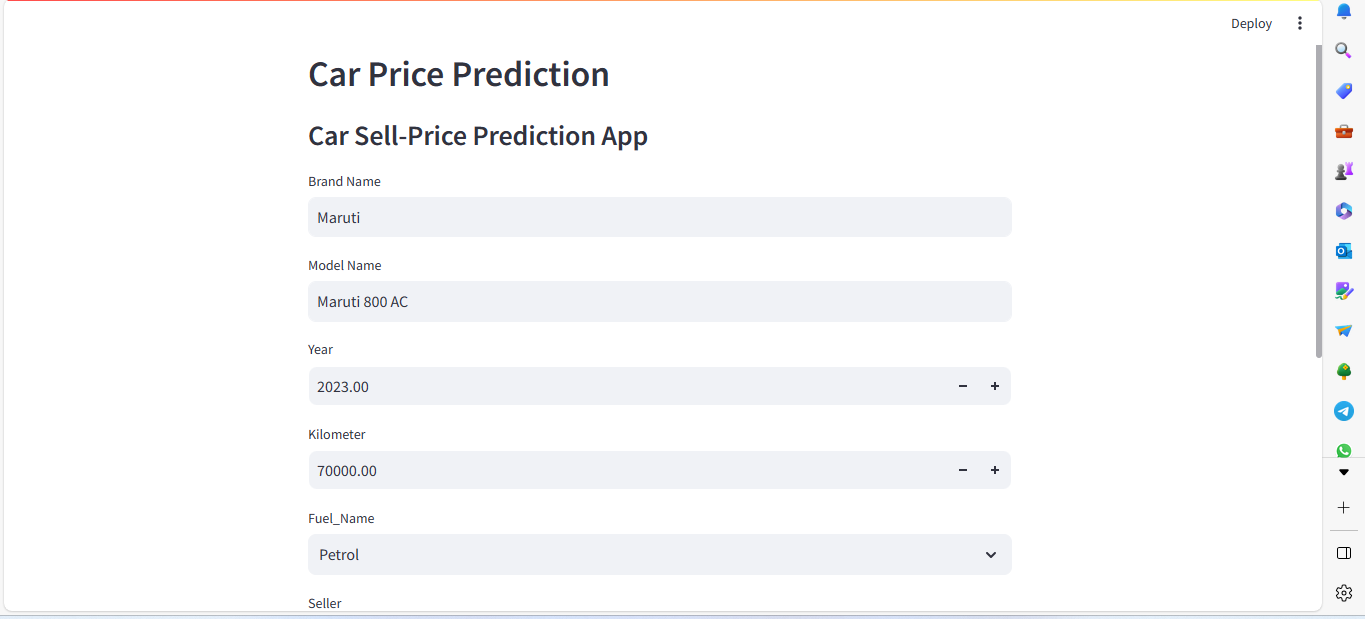 Deploy
Car Price Prediction
Car Sell-Price Prediction App
Brand Name
Maruti
Model Name
Maruti 800 AC
Year
2023.00
Kilometer
70000.00
Fuel_Name
Petrol
Seller